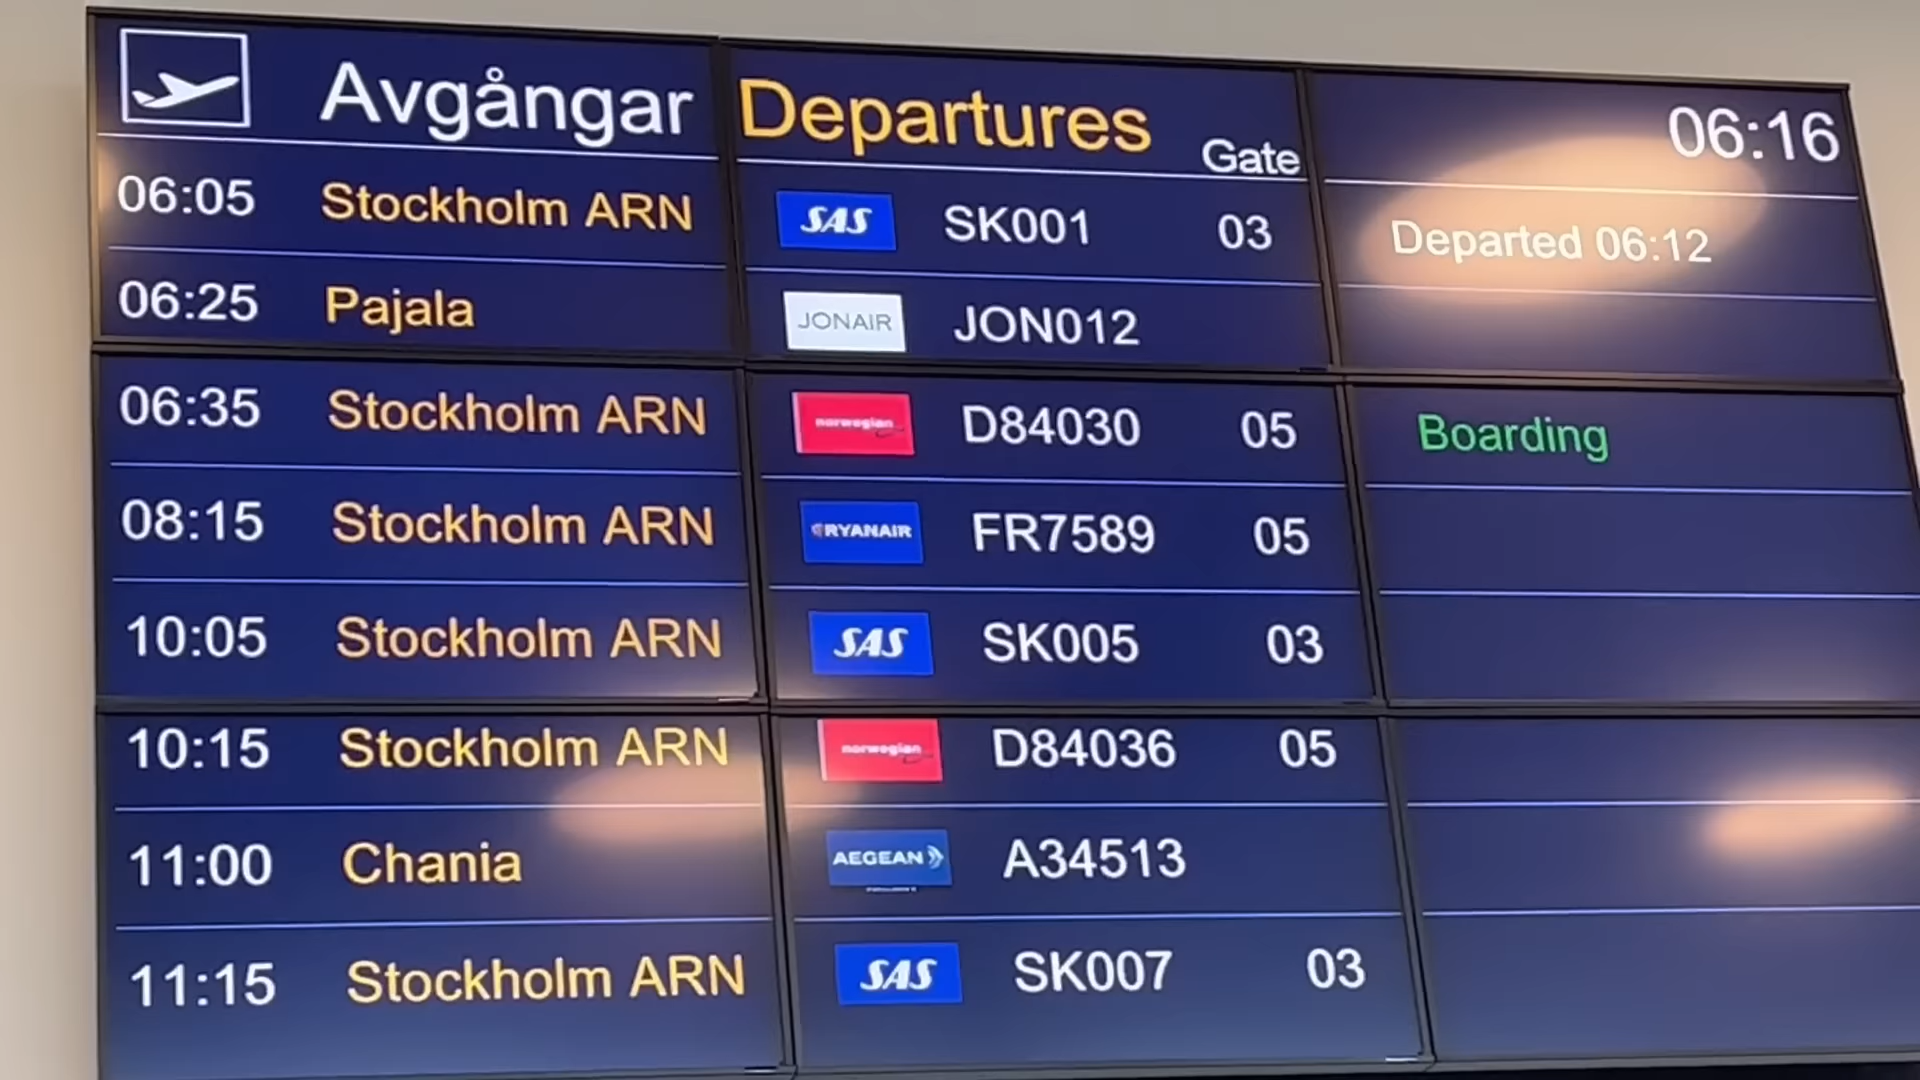 Avgångar Departures Gate 06:16
06:05 Stockholm ARN SAS SK001 03 Departed 06:12
06:25 Pajala JONAIR JON012
06:35 Stockholm ARN norwegian D84030 05 Boarding
08:15 Stockholm ARN RYANAIR FR7589 05
10:05 Stockholm ARN SAS SK005 03
10:15 Stockholm ARN norwegian D84036 05
11:00 Chania AEGEAN A34513
11:15 Stockholm ARN SAS SK007 03